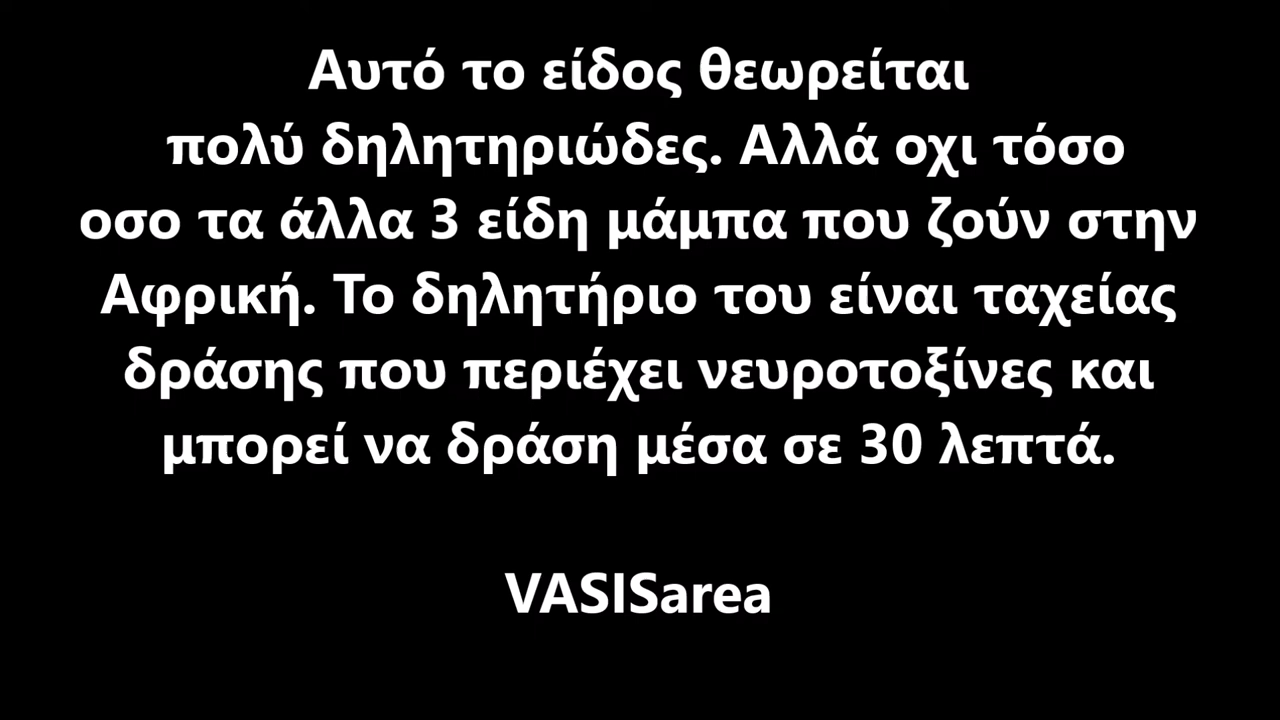 Αυτό το είδος θεωρείται
πολύ δηλητηριώδες. Αλλά οχι τόσο
οσο τα άλλα 3 είδη μάμπα που ζούν στην
Αφρική. Το δηλητήριο του είναι ταχείας
δράσης που περιέχει νευροτοξίνες και
μπορεί να δράση μέσα σε 30 λεπτά.
VASISarea